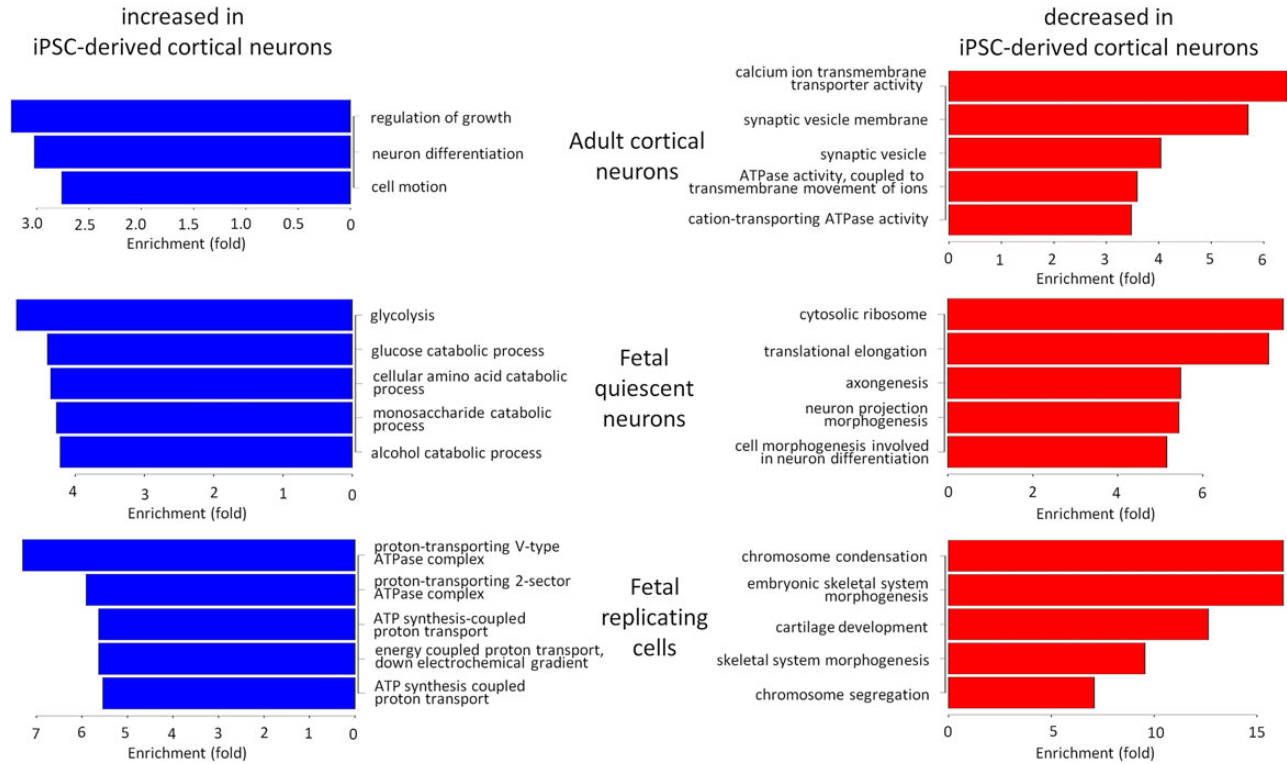 increased in
iPSC-derived cortical neurons
decreased in
iPSC-derived cortical neurons
regulation of growth
neuron differentiation
cell motion
3.0 2.5 2.0 1.5 1.0 0.5 0
Enrichment (fold)
Adult cortical
neurons
calcium ion transmembrane
transporter activity
synaptic vesicle membrane
synaptic vesicle
ATPase activity, coupled to
transmembrane movement of ions
cation-transporting ATPase activity
0 1 2 3 4 5 6
Enrichment (fold)
glycolysis
glucose catabolic process
cellular amino acid catabolic
process
monosaccharide catabolic
process
alcohol catabolic process
4 3 2 1 0
Enrichment (fold)
Fetal
quiescent
neurons
cytosolic ribosome
translational elongation
axongenesis
neuron projection
morphogenesis
cell morphogenesis involved
in neuron differentiation
0 2 4 6
Enrichment (fold)
proton-transporting V-type
ATPase complex
proton-transporting 2-sector
ATPase complex
ATP synthesis-coupled
proton transport
energy coupled proton transport,
down electrochemical gradient
ATP synthesis coupled
proton transport
7 6 5 4 3 2 1 0
Enrichment (fold)
Fetal
replicating
cells
chromosome condensation
embryonic skeletal system
morphogenesis
cartilage development
skeletal system morphogenesis
chromosome segregation
0 5 10 15
Enrichment (fold)